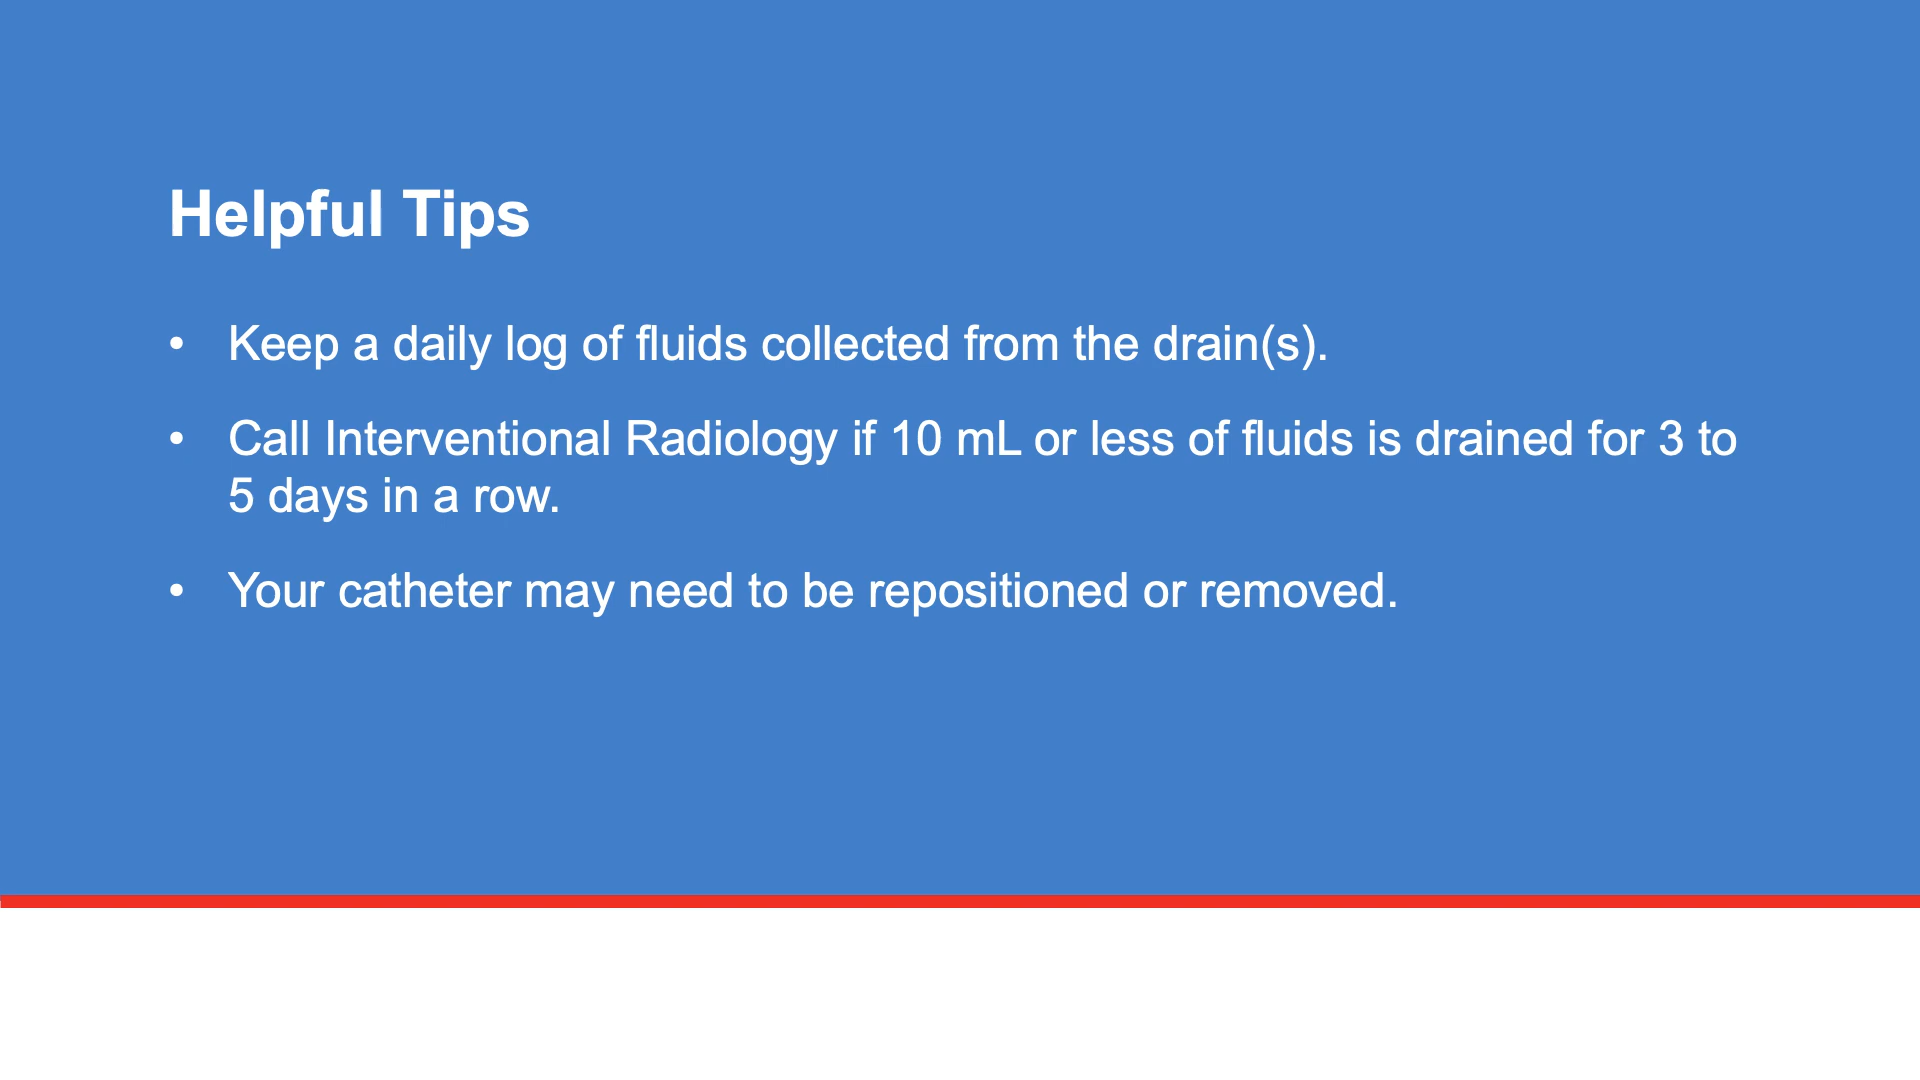 Helpful Tips
• Keep a daily log of fluids collected from the drain(s).
• Call Interventional Radiology if 10 mL or less of fluids is drained for 3 to
5 days in a row.
• Your catheter may need to be repositioned or removed.